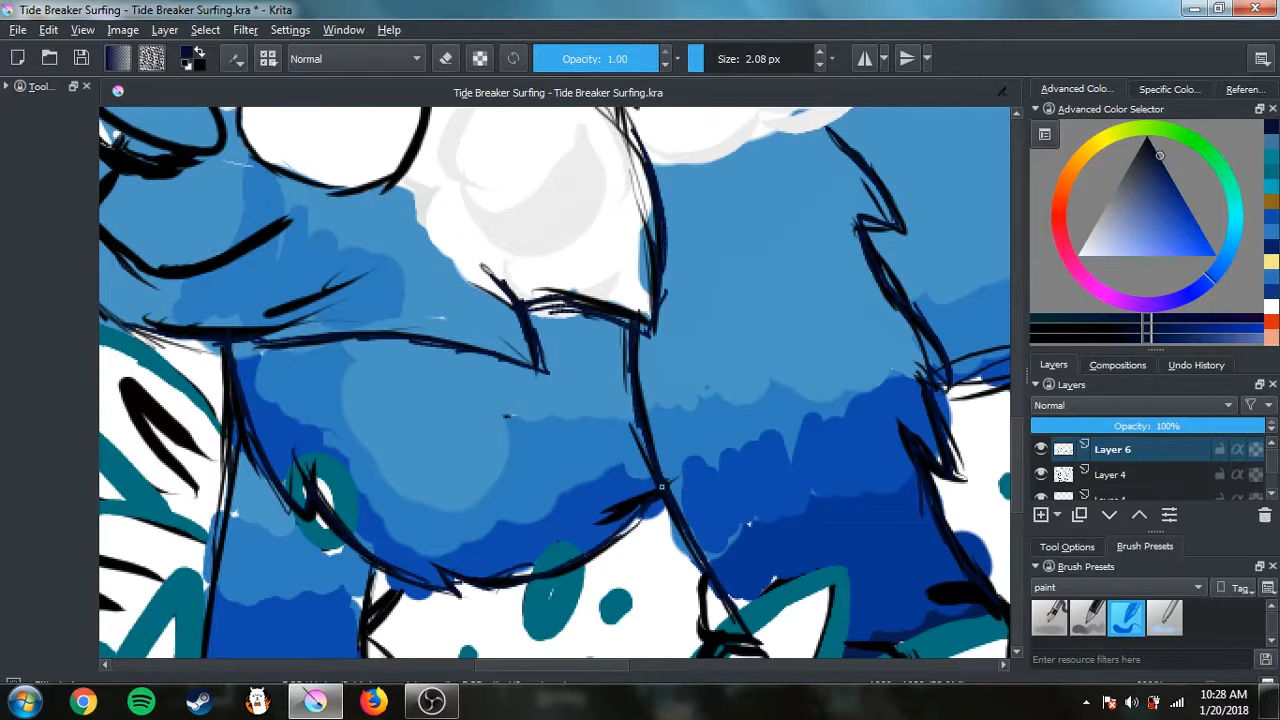 Tide Breaker Surfing - Tide Breaker Surfing.kra * - Krita
File Edit View Image Layer Select Filter Settings Window Help
Normal
Opacity: 1.00
Size: 2.08 px
Tool...
Tide Breaker Surfing - Tide Breaker Surfing.kra
Advanced Colo...
Specific Colo...
Referen...
Advanced Color Selector
Layers
Compositions
Undo History
Layers
Normal
Opacity: 100%
Layer 6
Layer 4
Tool Options
Brush Presets
Brush Presets
paint
Tag
Enter resource filters here
10:28 AM
1/20/2018